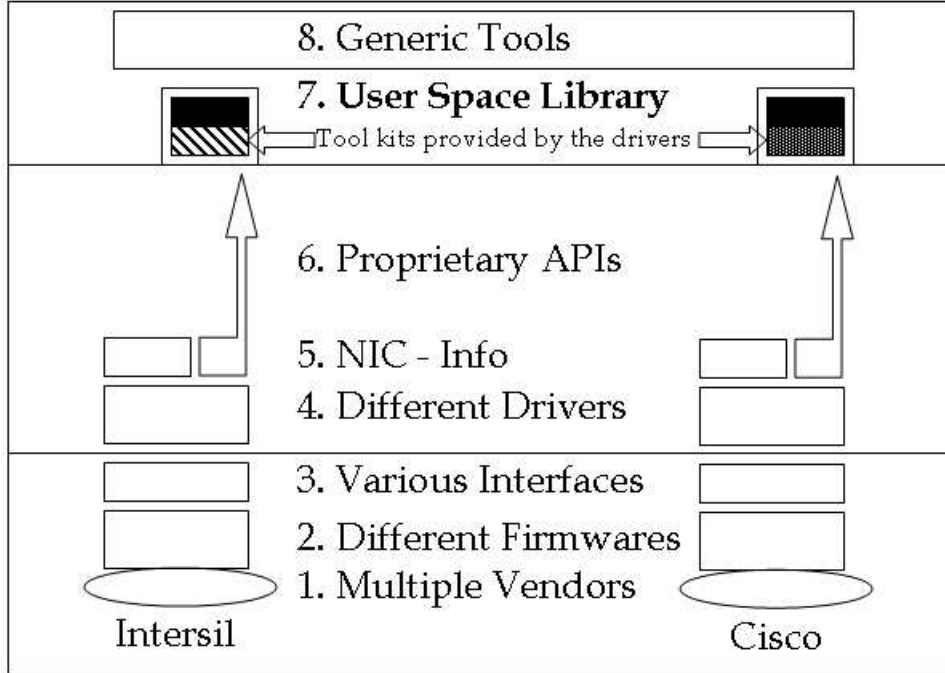 8. Generic Tools
7. User Space Library
Tool kits provided by the drivers
6. Proprietary APIs
5. NIC - Info
4. Different Drivers
3. Various Interfaces
2. Different Firmwares
1. Multiple Vendors
Intersil
Cisco